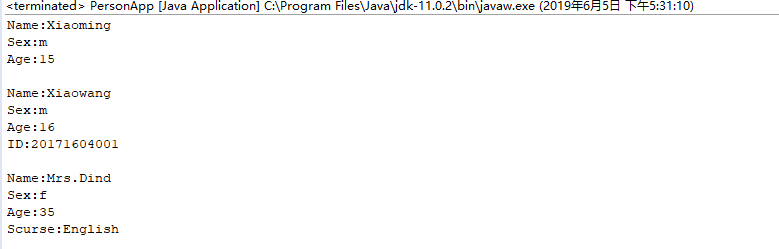 <terminated> PersonApp [Java Application] C:\Program Files\Java\jdk-11.0.2\bin\javaw.exe (2019年6月5日 下午5:31:10)
Name:Xiaoming
Sex:m
Age:15
Name:Xiaowang
Sex:m
Age:16
ID:20171604001
Name:Mrs.Dind
Sex:f
Age:35
Scurse:English